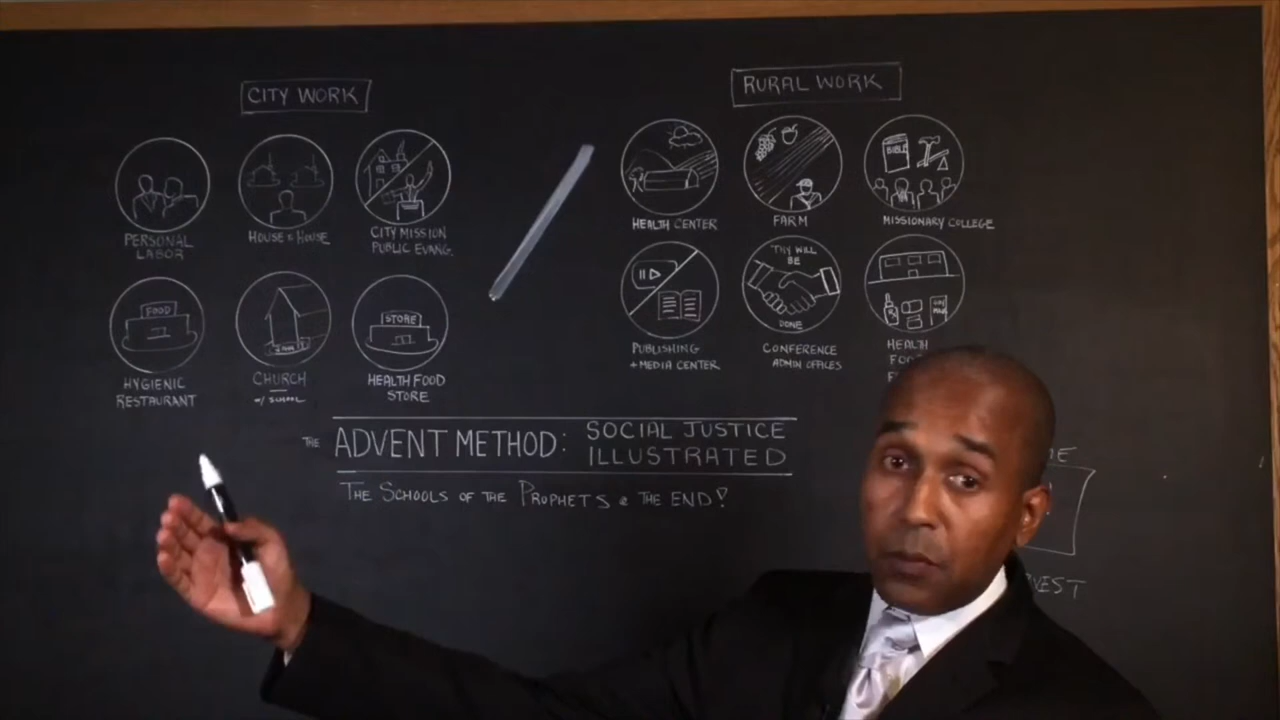 CITY WORK
PERSONAL
LABOR
HOUSE 2 HOUSE
CITY MISSION
PUBLIC EVANG.
FOOD
HYGIENIC
RESTAURANT
CHURCH
W/ SCHOOL
STORE
HEALTH FOOD
STORE
RURAL WORK
HEALTH CENTER
FARM
BIBLE
MISSIONARY COLLEGE
PUBLISHING
+ MEDIA CENTER
THY WILL
BE
DONE
CONFERENCE
ADMIN OFFICES
HEALTH
THE ADVENT METHOD:
SOCIAL JUSTICE
ILLUSTRATED
THE SCHOOLS OF THE PROPHETS @ THE END!